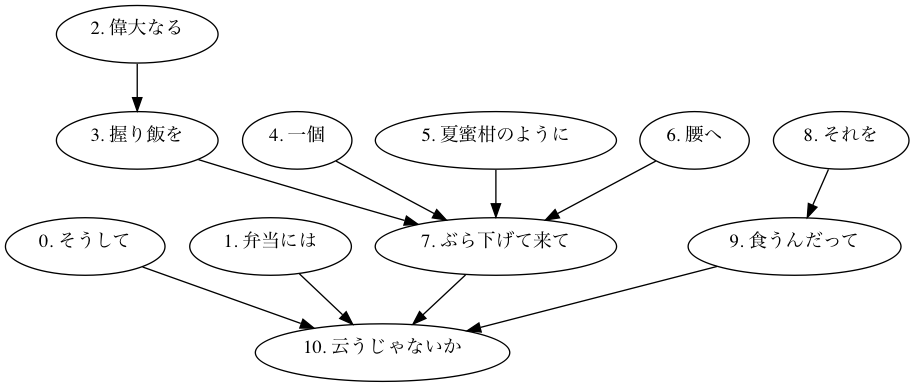 2. 偉大なる
3. 握り飯を
4. 一個
5. 夏蜜柑のように
6. 腰へ
8. それを
0. そうして
1. 弁当には
7. ぶら下げて来て
9. 食うんだって
10. 云うじゃないか